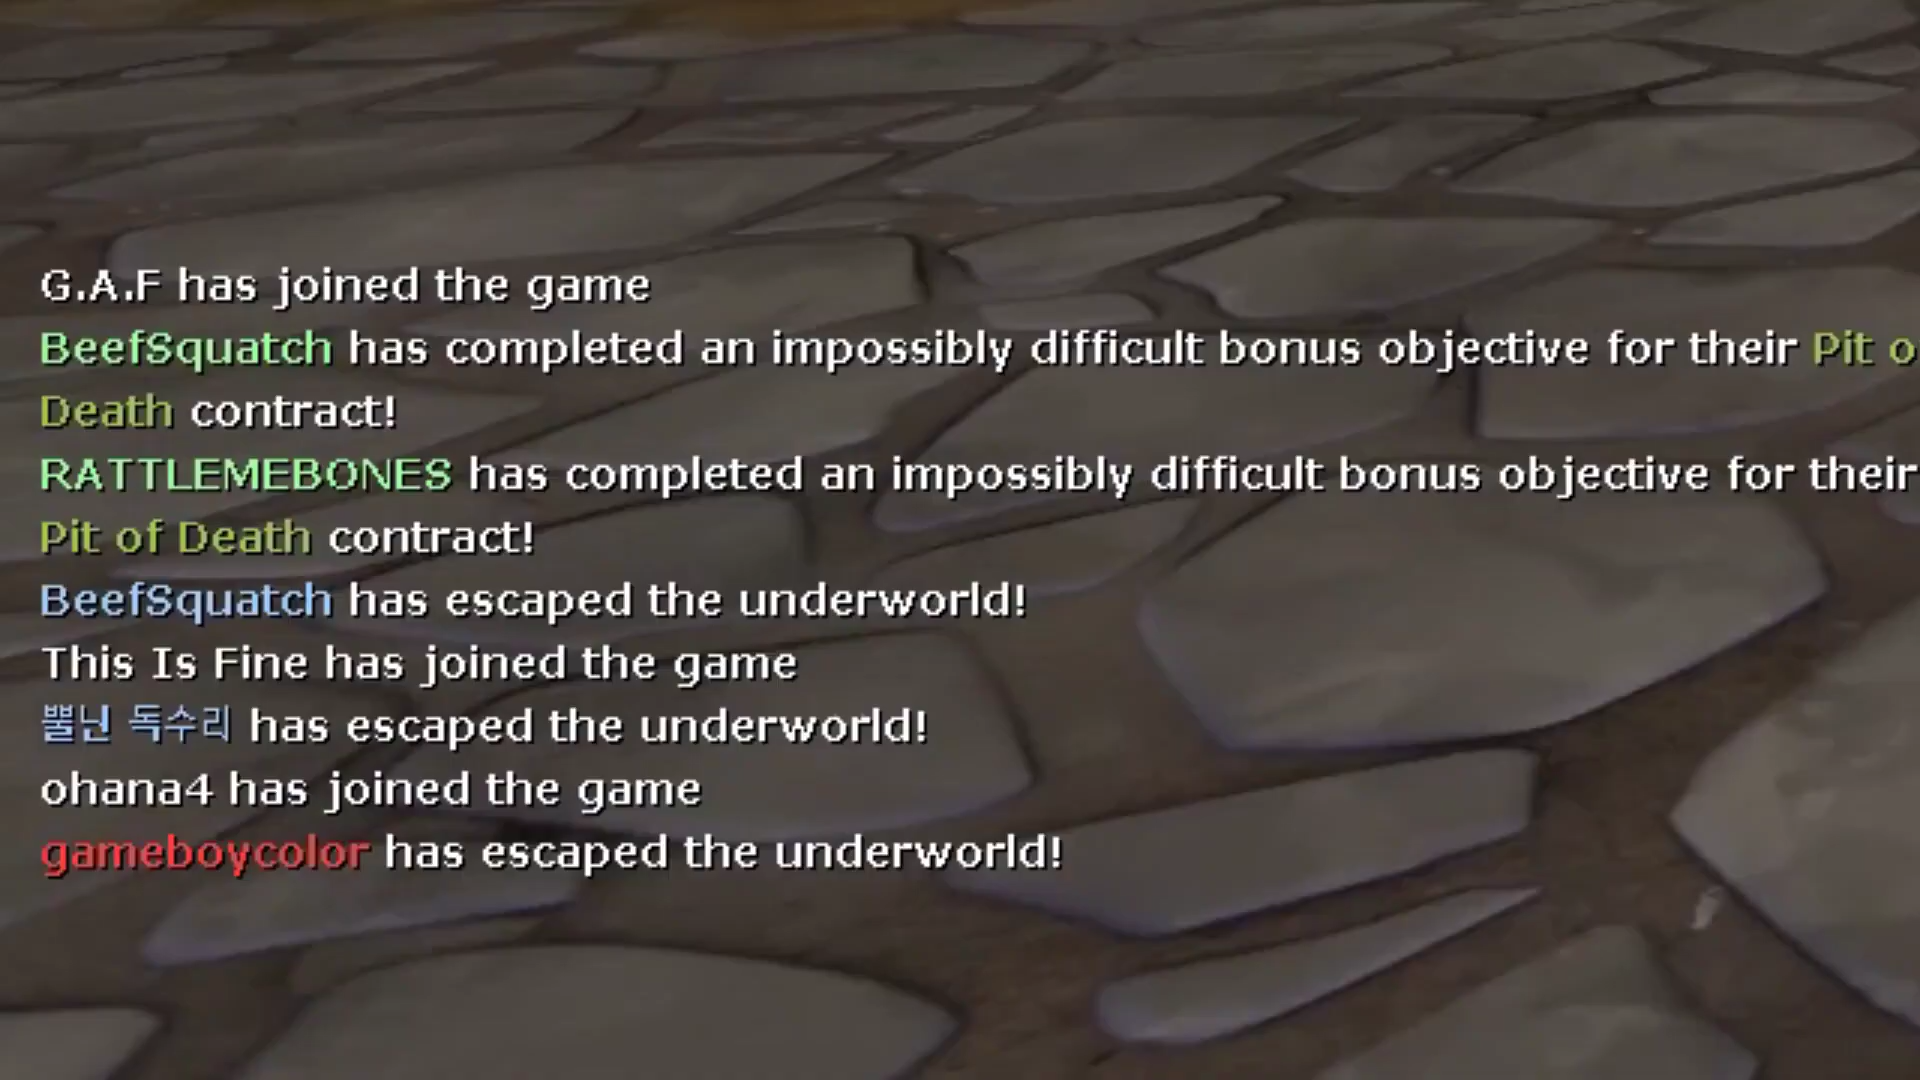 G.A.F has joined the game
BeefSquatch has completed an impossibly difficult bonus objective for their Pit o
Death contract!
RATTLEMEBONES has completed an impossibly difficult bonus objective for their
Pit of Death contract!
BeefSquatch has escaped the underworld!
This Is Fine has joined the game
뿔난 독수리 has escaped the underworld!
ohana4 has joined the game
gameboycolor has escaped the underworld!